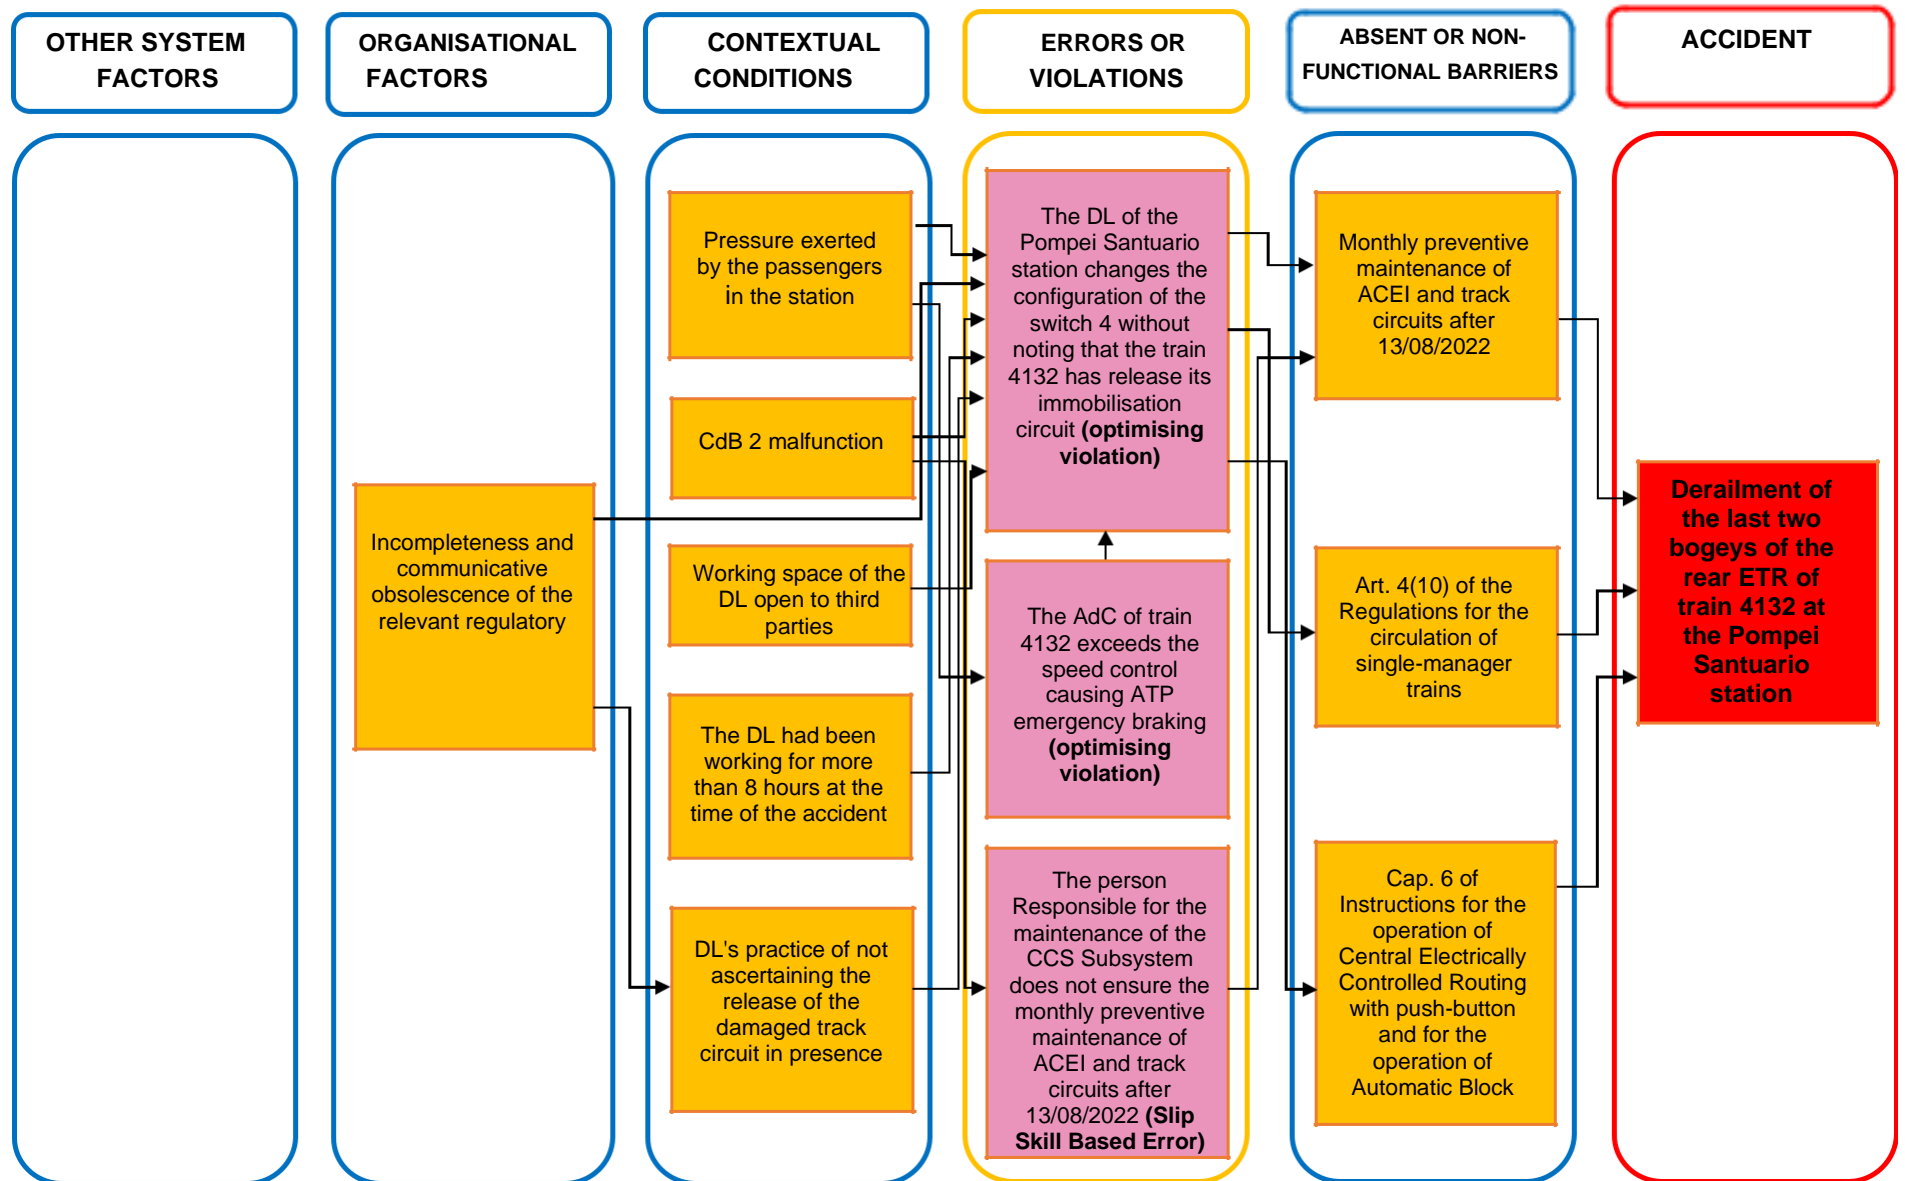 OTHER SYSTEM
FACTORS
ORGANISATIONAL
FACTORS
CONTEXTUAL
CONDITIONS
ERRORS OR
VIOLATIONS
ABSENT OR NON-
FUNCTIONAL BARRIERS
ACCIDENT
Incompleteness and
communicative
obsolescence of the
relevant regulatory
Pressure exerted
by the passengers
in the station
CdB 2 malfunction
Working space of the
DL open to third
parties
The DL had been
working for more
than 8 hours at the
time of the accident
DL's practice of not
ascertaining the
release of the
damaged track
circuit in presence
The DL of the
Pompei Santuario
station changes the
configuration of the
switch 4 without
noting that the train
4132 has release its
immobilisation
circuit (optimising
violation)
The AdC of train
4132 exceeds the
speed control
causing ATP
emergency braking
(optimising
violation)
The person
Responsible for the
maintenance of the
CCS Subsystem
does not ensure the
monthly preventive
maintenance of
ACEI and track
circuits after
13/08/2022 (Slip
Skill Based Error)
Monthly preventive
maintenance of
ACEI and track
circuits after
13/08/2022
Art. 4(10) of the
Regulations for the
circulation of
single-manager
trains
Cap. 6 of
Instructions for the
operation of
Central Electrically
Controlled Routing
with push-button
and for the
operation of
Automatic Block
Derailment of
the last two
bogeys of the
rear ETR of
train 4132 at
the Pompei
Santuario
station